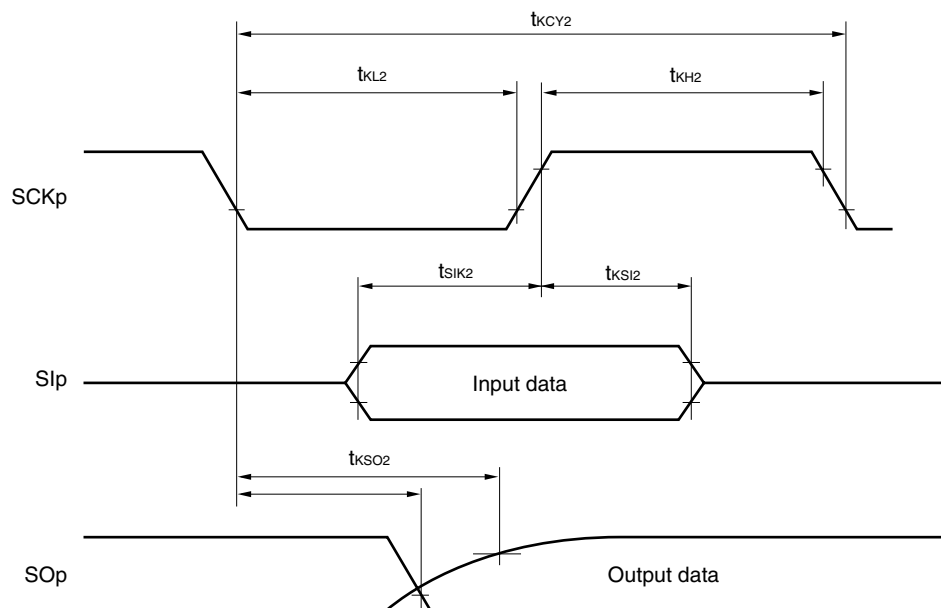 tKCY2
tKL2
tKH2
SCKp
tSIK2
tKSI2
SIp
Input data
tKSO2
SOp
Output data